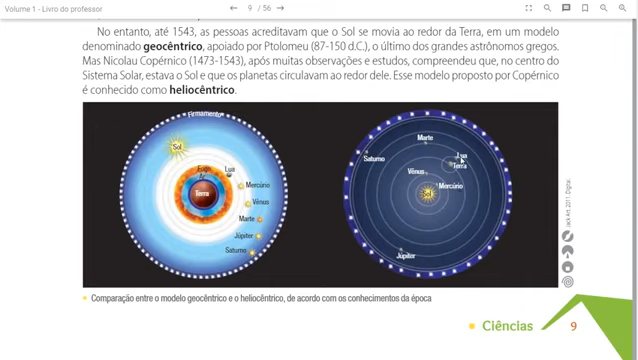 Volume 1 - Livro do professor
9 / 56
No entanto, até 1543, as pessoas acreditavam que o Sol se movia ao redor da Terra, em um modelo
denominado geocêntrico, apoiado por Ptolomeu (87-150 d.C.), o último dos grandes astrônomos gregos.
Mas Nicolau Copérnico (1473-1543), após muitas observações e estudos, compreendeu que, no centro do
Sistema Solar, estava o Sol e que os planetas circulavam ao redor dele. Esse modelo proposto por Copérnico
é conhecido como heliocêntrico.
Firmamento
Sol
Fogo
Lua
Ar
Terra
Mercúrio
Vênus
Marte
Júpiter
Saturno
Marte
Saturno
Lua
Terra
Vênus
Mercúrio
Sol
Júpiter
Jack Art. 2011. Digital.
Comparação entre o modelo geocêntrico e o heliocêntrico, de acordo com os conhecimentos da época
Ciências
9